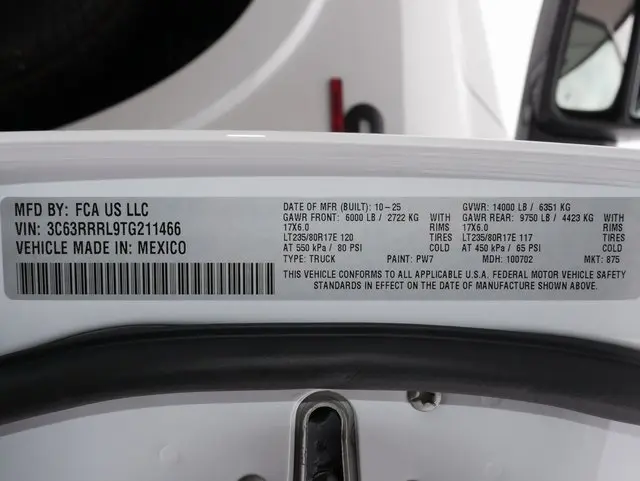 MFD BY: FCA US LLC
VIN: 3C63RRRL9TG211466
VEHICLE MADE IN: MEXICO
DATE OF MFR (BUILT): 10-25
GAWR FRONT: 6000 LB / 2722 KG WITH
17X6.0 RIMS
LT235/80R17E 120 TIRES
AT 550 kPa / 80 PSI COLD
TYPE: TRUCK PAINT: PW7
GVWR: 14000 LB / 6351 KG
GAWR REAR: 9750 LB / 4423 KG WITH
17X6.0 RIMS
LT235/80R17E 117 TIRES
AT 450 kPa / 65 PSI COLD
MDH: 100702 MKT: 875
THIS VEHICLE CONFORMS TO ALL APPLICABLE U.S.A. FEDERAL MOTOR VEHICLE SAFETY
STANDARDS IN EFFECT ON THE DATE OF MANUFACTURE SHOWN ABOVE.